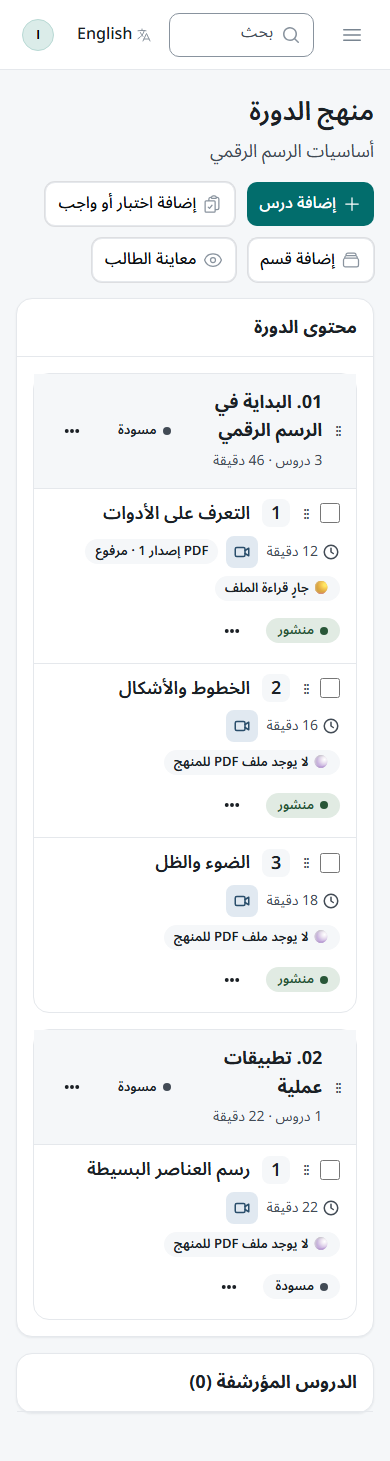 بحث
English
ا
منهج الدورة
أساسيات الرسم الرقمي
إضافة درس
إضافة اختبار أو واجب
إضافة قسم
معاينة الطالب
محتوى الدورة
01. البداية في
الرسم الرقمي
3 دروس · 46 دقيقة
مسودة
1 التعرف على الأدوات
12 دقيقة
PDF إصدار 1 · مرفوع
جارٍ قراءة الملف
منشور
2 الخطوط والأشكال
16 دقيقة
لا يوجد ملف PDF للمنهج
منشور
3 الضوء والظل
18 دقيقة
لا يوجد ملف PDF للمنهج
منشور
02. تطبيقات
عملية
1 دروس · 22 دقيقة
مسودة
1 رسم العناصر البسيطة
22 دقيقة
لا يوجد ملف PDF للمنهج
مسودة
الدروس المؤرشفة (0)